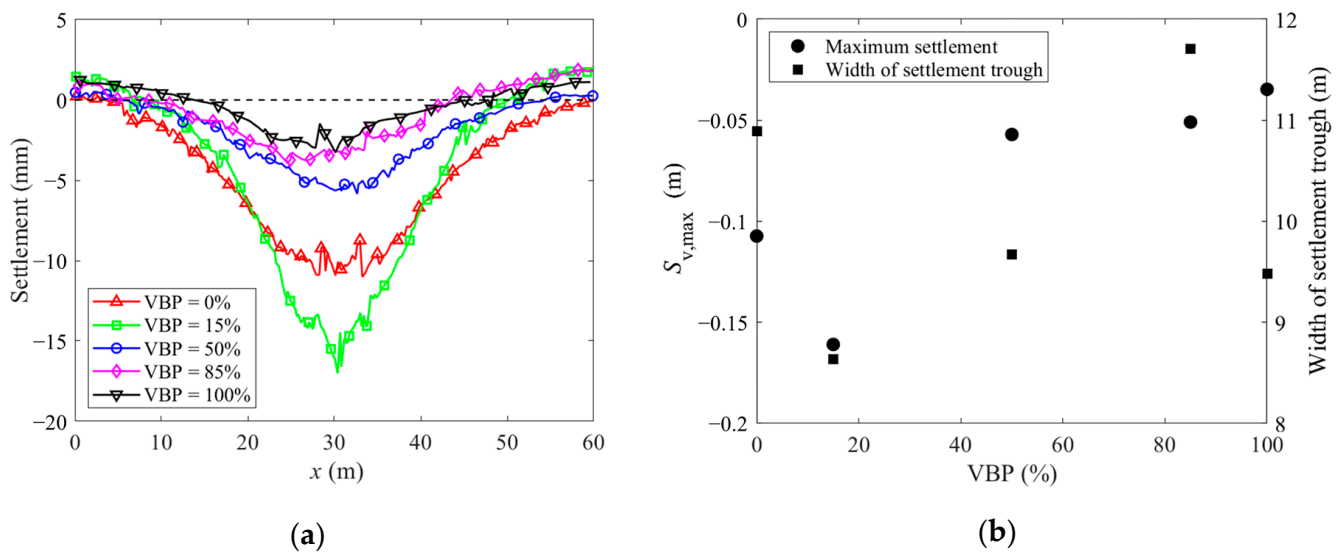 5
0
−5
−10
−15
−20
Settlement (mm)
0
10
20
30
40
50
60
x (m)
VBP = 0%
VBP = 15%
VBP = 50%
VBP = 85%
VBP = 100%
(a)
−0
−0.05
−0.1
−0.15
−0.2
Sv,max (m)
Maximum settlement
Width of settlement trough
0
20
40
60
80
100
VBP (%)
12
11
10
9
8
Width of settlement trough (m)
(b)